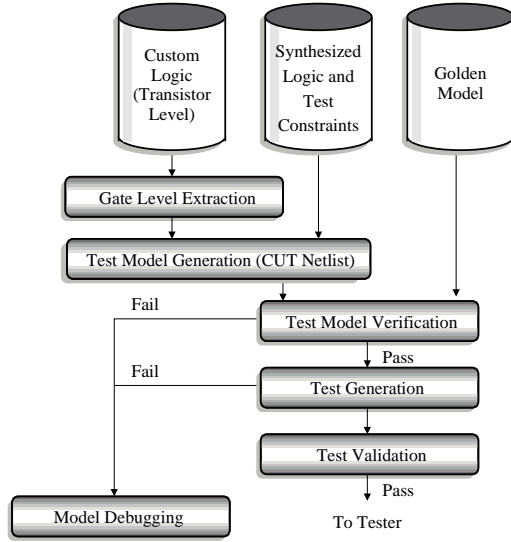 Custom
Logic
(Transistor
Level)
Synthesized
Logic and
Test
Constraints
Golden
Model
Gate Level Extraction
Test Model Generation (CUT Netlist)
Fail
Test Model Verification
Pass
Fail
Test Generation
Test Validation
Pass
Model Debugging
To Tester